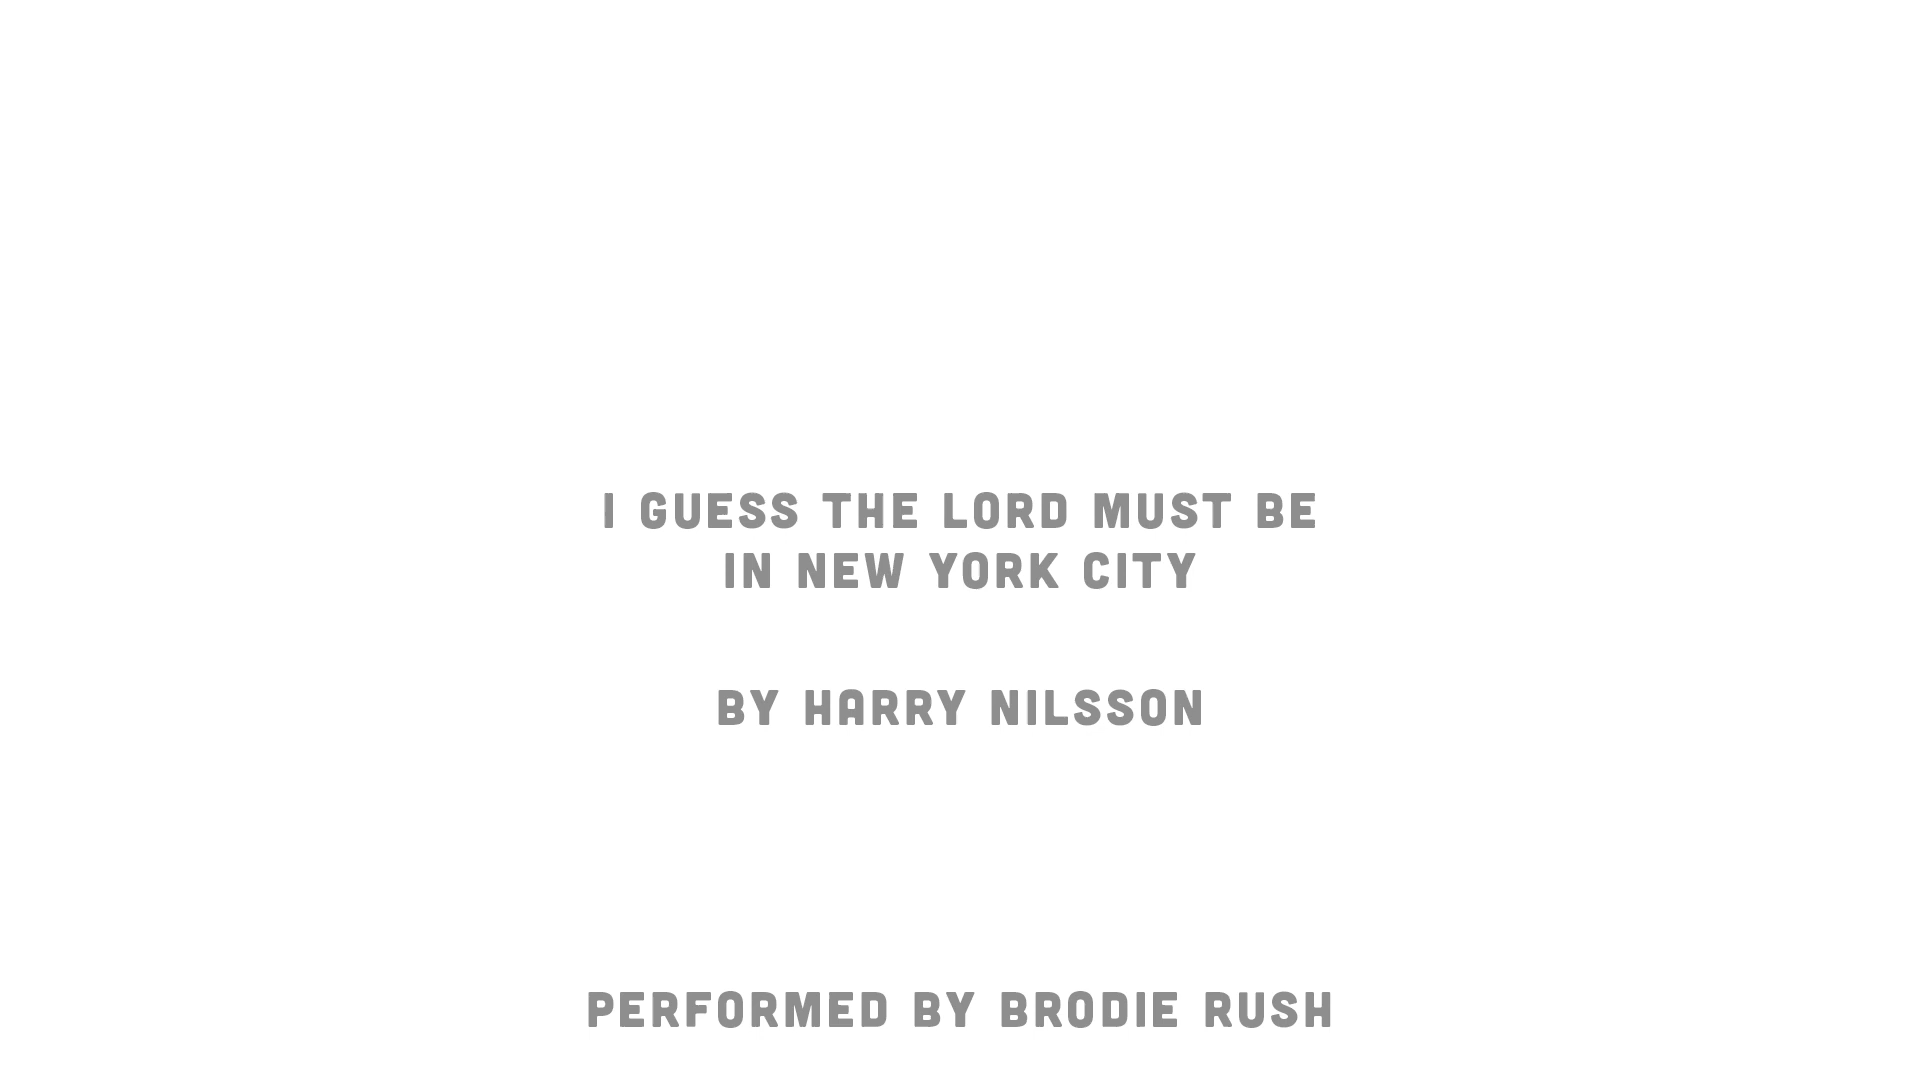 I GUESS THE LORD MUST BE
IN NEW YORK CITY
BY HARRY NILSSON
PERFORMED BY BRODIE RUSH